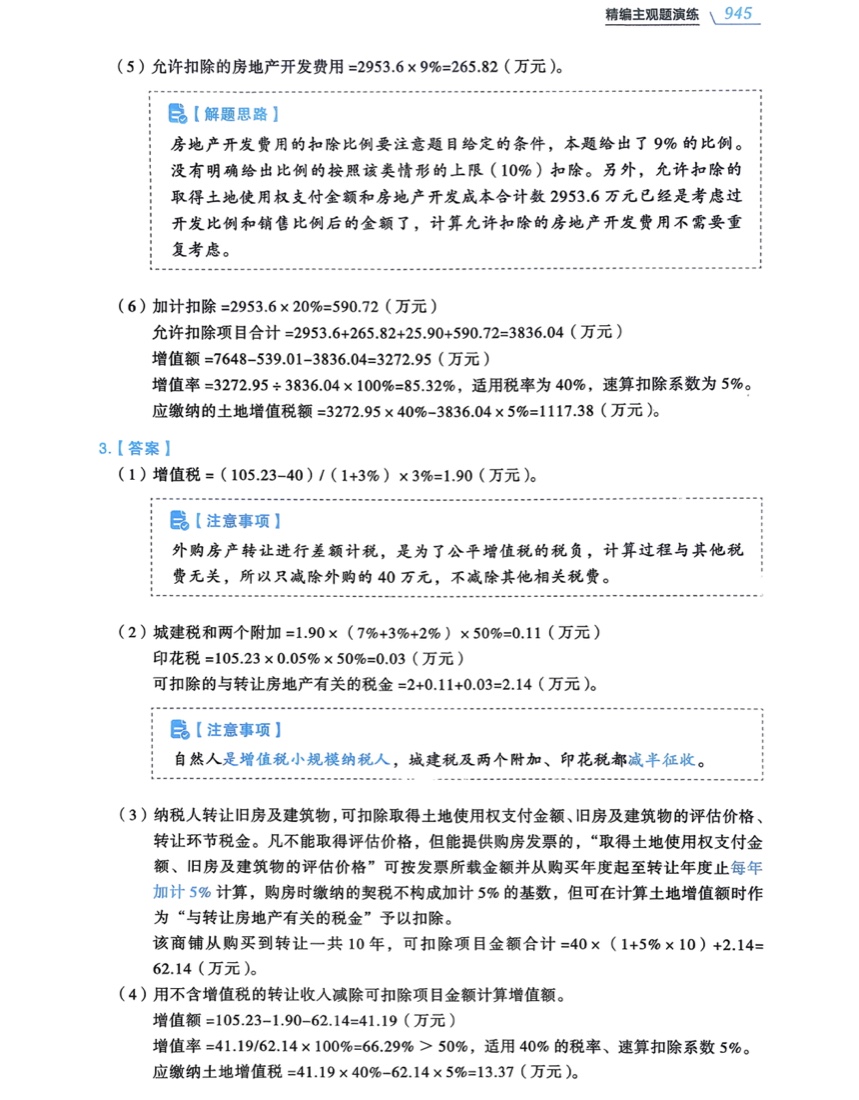 精编主观题演练 945
（5）允许扣除的房地产开发费用 =2953.6×9%=265.82（万元）。
【解题思路】
房地产开发费用的扣除比例要注意题目给定的条件，本题给出了 9% 的比例。
没有明确给出比例的按照该类情形的上限（10%）扣除。另外，允许扣除的
取得土地使用权支付金额和房地产开发成本合计数 2953.6 万元已经是考虑过
开发比例和销售比例后的金额了，计算允许扣除的房地产开发费用不需要重
复考虑。
（6）加计扣除 =2953.6×20%=590.72（万元）
允许扣除项目合计 =2953.6+265.82+25.90+590.72=3836.04（万元）
增值额 =7648-539.01-3836.04=3272.95（万元）
增值率 =3272.95÷3836.04×100%=85.32%，适用税率为 40%，速算扣除系数为 5%。
应缴纳的土地增值税额 =3272.95×40%-3836.04×5%=1117.38（万元）。
3.【答案】
（1）增值税 =（105.23-40）/（1+3%）×3%=1.90（万元）。
【注意事项】
外购房产转让进行差额计税，是为了公平增值税的税负，计算过程与其他税
费无关，所以只减除外购的 40 万元，不减除其他相关税费。
（2）城建税和两个附加 =1.90×（7%+3%+2%）×50%=0.11（万元）
印花税 =105.23×0.05%×50%=0.03（万元）
可扣除的与转让房地产有关的税金 =2+0.11+0.03=2.14（万元）。
【注意事项】
自然人是增值税小规模纳税人，城建税及两个附加、印花税都减半征收。
（3）纳税人转让旧房及建筑物，可扣除取得土地使用权支付金额、旧房及建筑物的评估价格、
转让环节税金。凡不能取得评估价格，但能提供购房发票的，“取得土地使用权支付金
额、旧房及建筑物的评估价格”可按发票所载金额并从购买年度起至转让年度止每年
加计 5% 计算，购房时缴纳的契税不构成加计 5% 的基数，但可在计算土地增值额时作
为“与转让房地产有关的税金”予以扣除。
该商铺从购买到转让一共 10 年，可扣除项目金额合计 =40×（1+5%×10）+2.14=
62.14（万元）。
（4）用不含增值税的转让收入减除可扣除项目金额计算增值额。
增值额 =105.23-1.90-62.14=41.19（万元）
增值率 =41.19/62.14×100%=66.29% ＞ 50%，适用 40% 的税率、速算扣除系数 5%。
应缴纳土地增值税 =41.19×40%-62.14×5%=13.37（万元）。